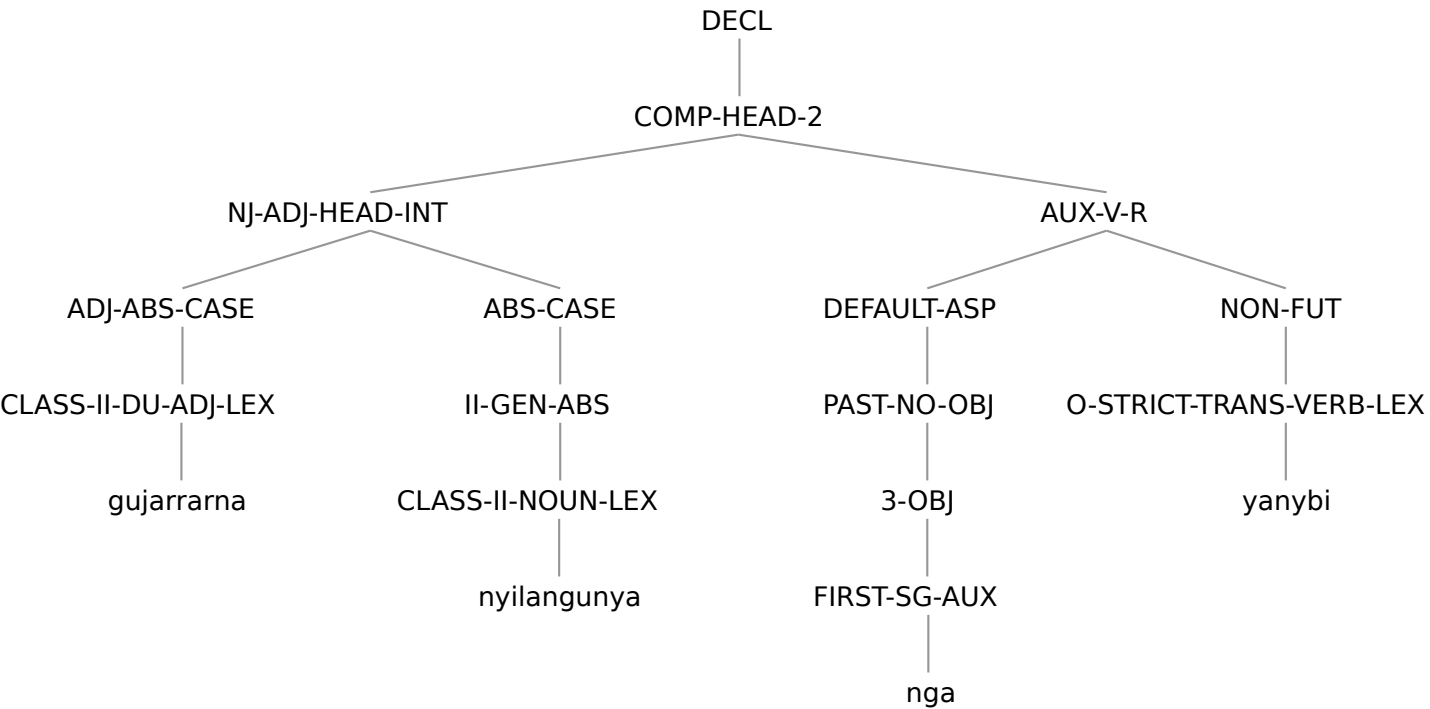 DECL
COMP-HEAD-2
NJ-ADJ-HEAD-INT AUX-V-R
ADJ-ABS-CASE ABS-CASE DEFAULT-ASP NON-FUT
CLASS-II-DU-ADJ-LEX II-GEN-ABS PAST-NO-OBJ O-STRICT-TRANS-VERB-LEX
gujarrarna CLASS-II-NOUN-LEX 3-OBJ yanybi
nyilangunya FIRST-SG-AUX
nga